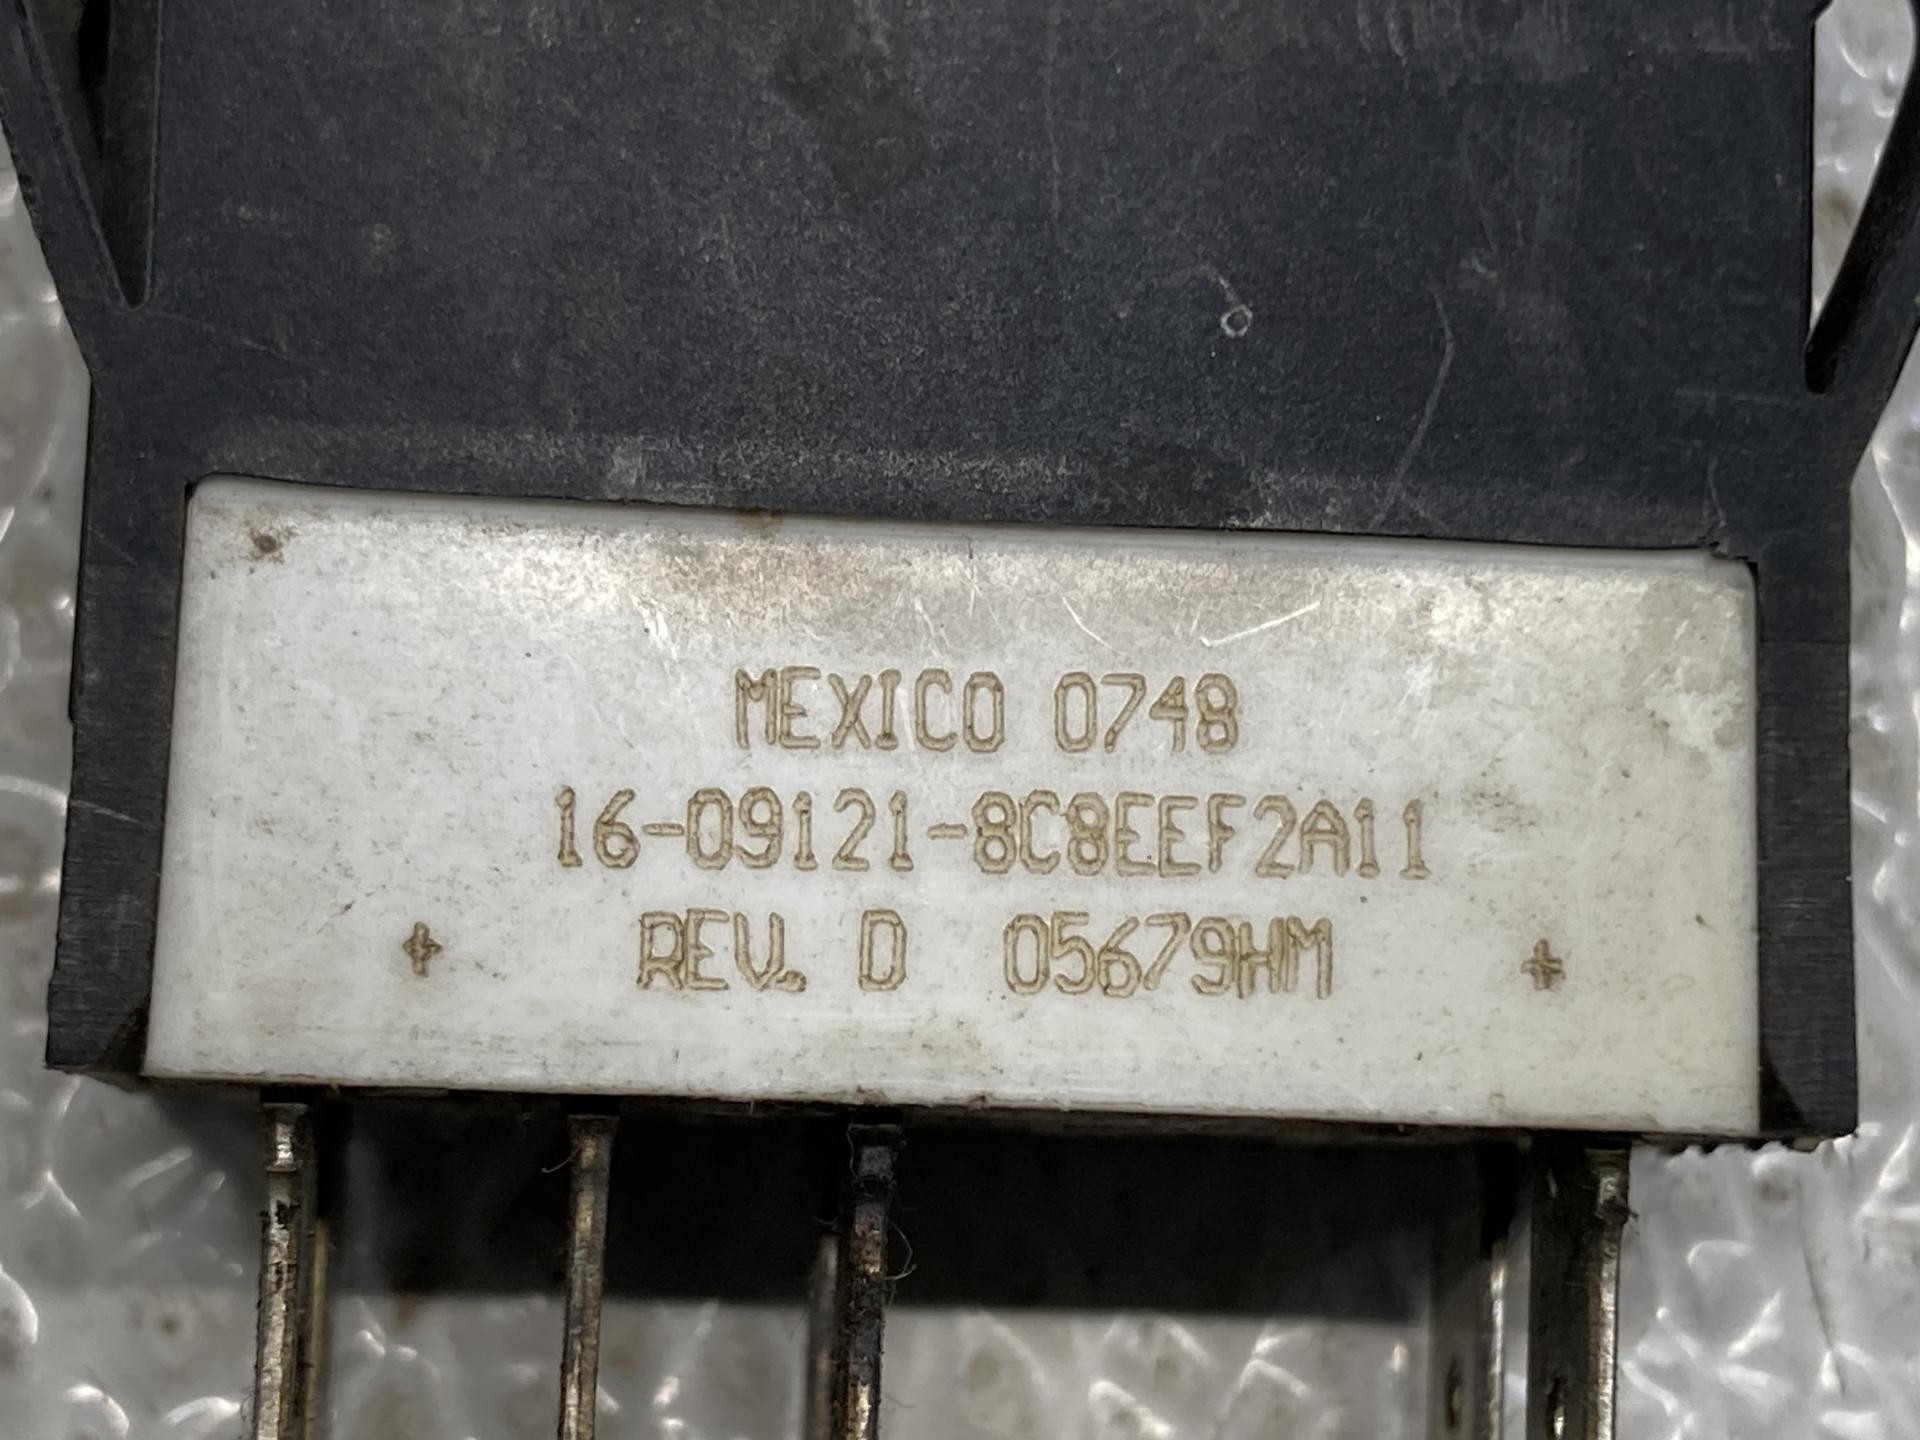 MEXICO 0748
16-09121-8C8EEF2A11
REV. D 05679HM